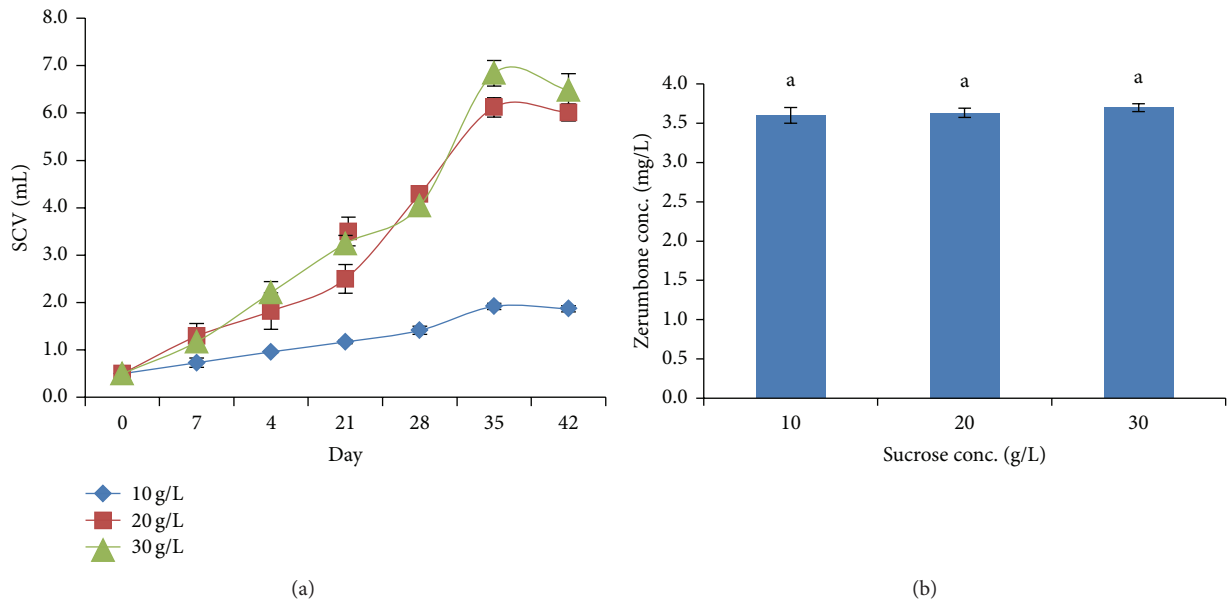 8.0
7.0
6.0
5.0
4.0
3.0
2.0
1.0
0.0
SCV (mL)
0 7 4 21 28 35 42
Day
10 g/L
20 g/L
30 g/L
(a)
4.0
3.5
3.0
2.5
2.0
1.5
1.0
0.5
0.0
Zerumbone conc. (mg/L)
a a a
10 20 30
Sucrose conc. (g/L)
(b)